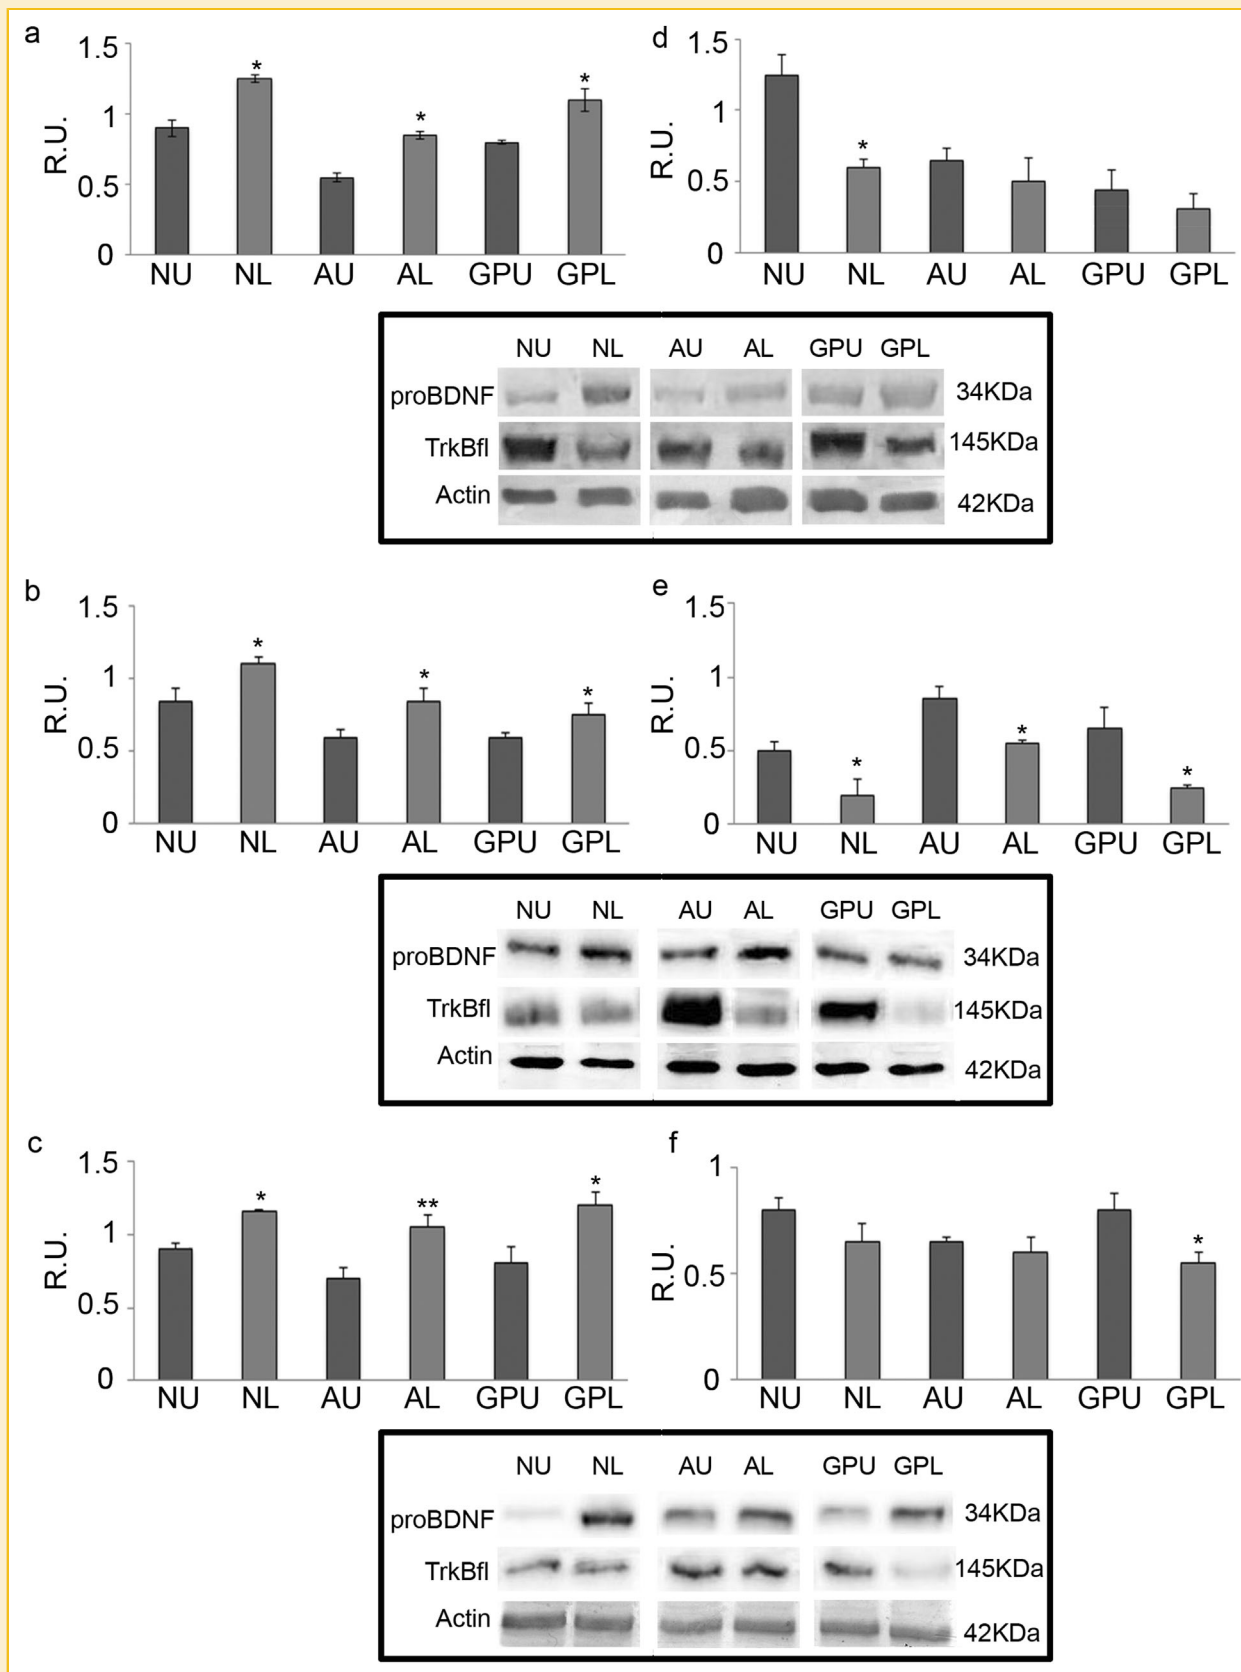 a
1.5
1
0.5
0
R.U.
* * *
NU NL AU AL GPU GPL
d
1.5
1
0.5
0
R.U.
*
NU NL AU AL GPU GPL
NU NL AU AL GPU GPL
proBDNF 34KDa
TrkBfl 145KDa
Actin 42KDa
b
1.5
1
0.5
0
R.U.
* * *
NU NL AU AL GPU GPL
e
1.5
1
0.5
0
R.U.
* * *
NU NL AU AL GPU GPL
NU NL AU AL GPU GPL
proBDNF 34KDa
TrkBfl 145KDa
Actin 42KDa
c
1.5
1
0.5
0
R.U.
* ** *
NU NL AU AL GPU GPL
f
1
0.5
0
R.U.
*
NU NL AU AL GPU GPL
NU NL AU AL GPU GPL
proBDNF 34KDa
TrkBfl 145KDa
Actin 42KDa